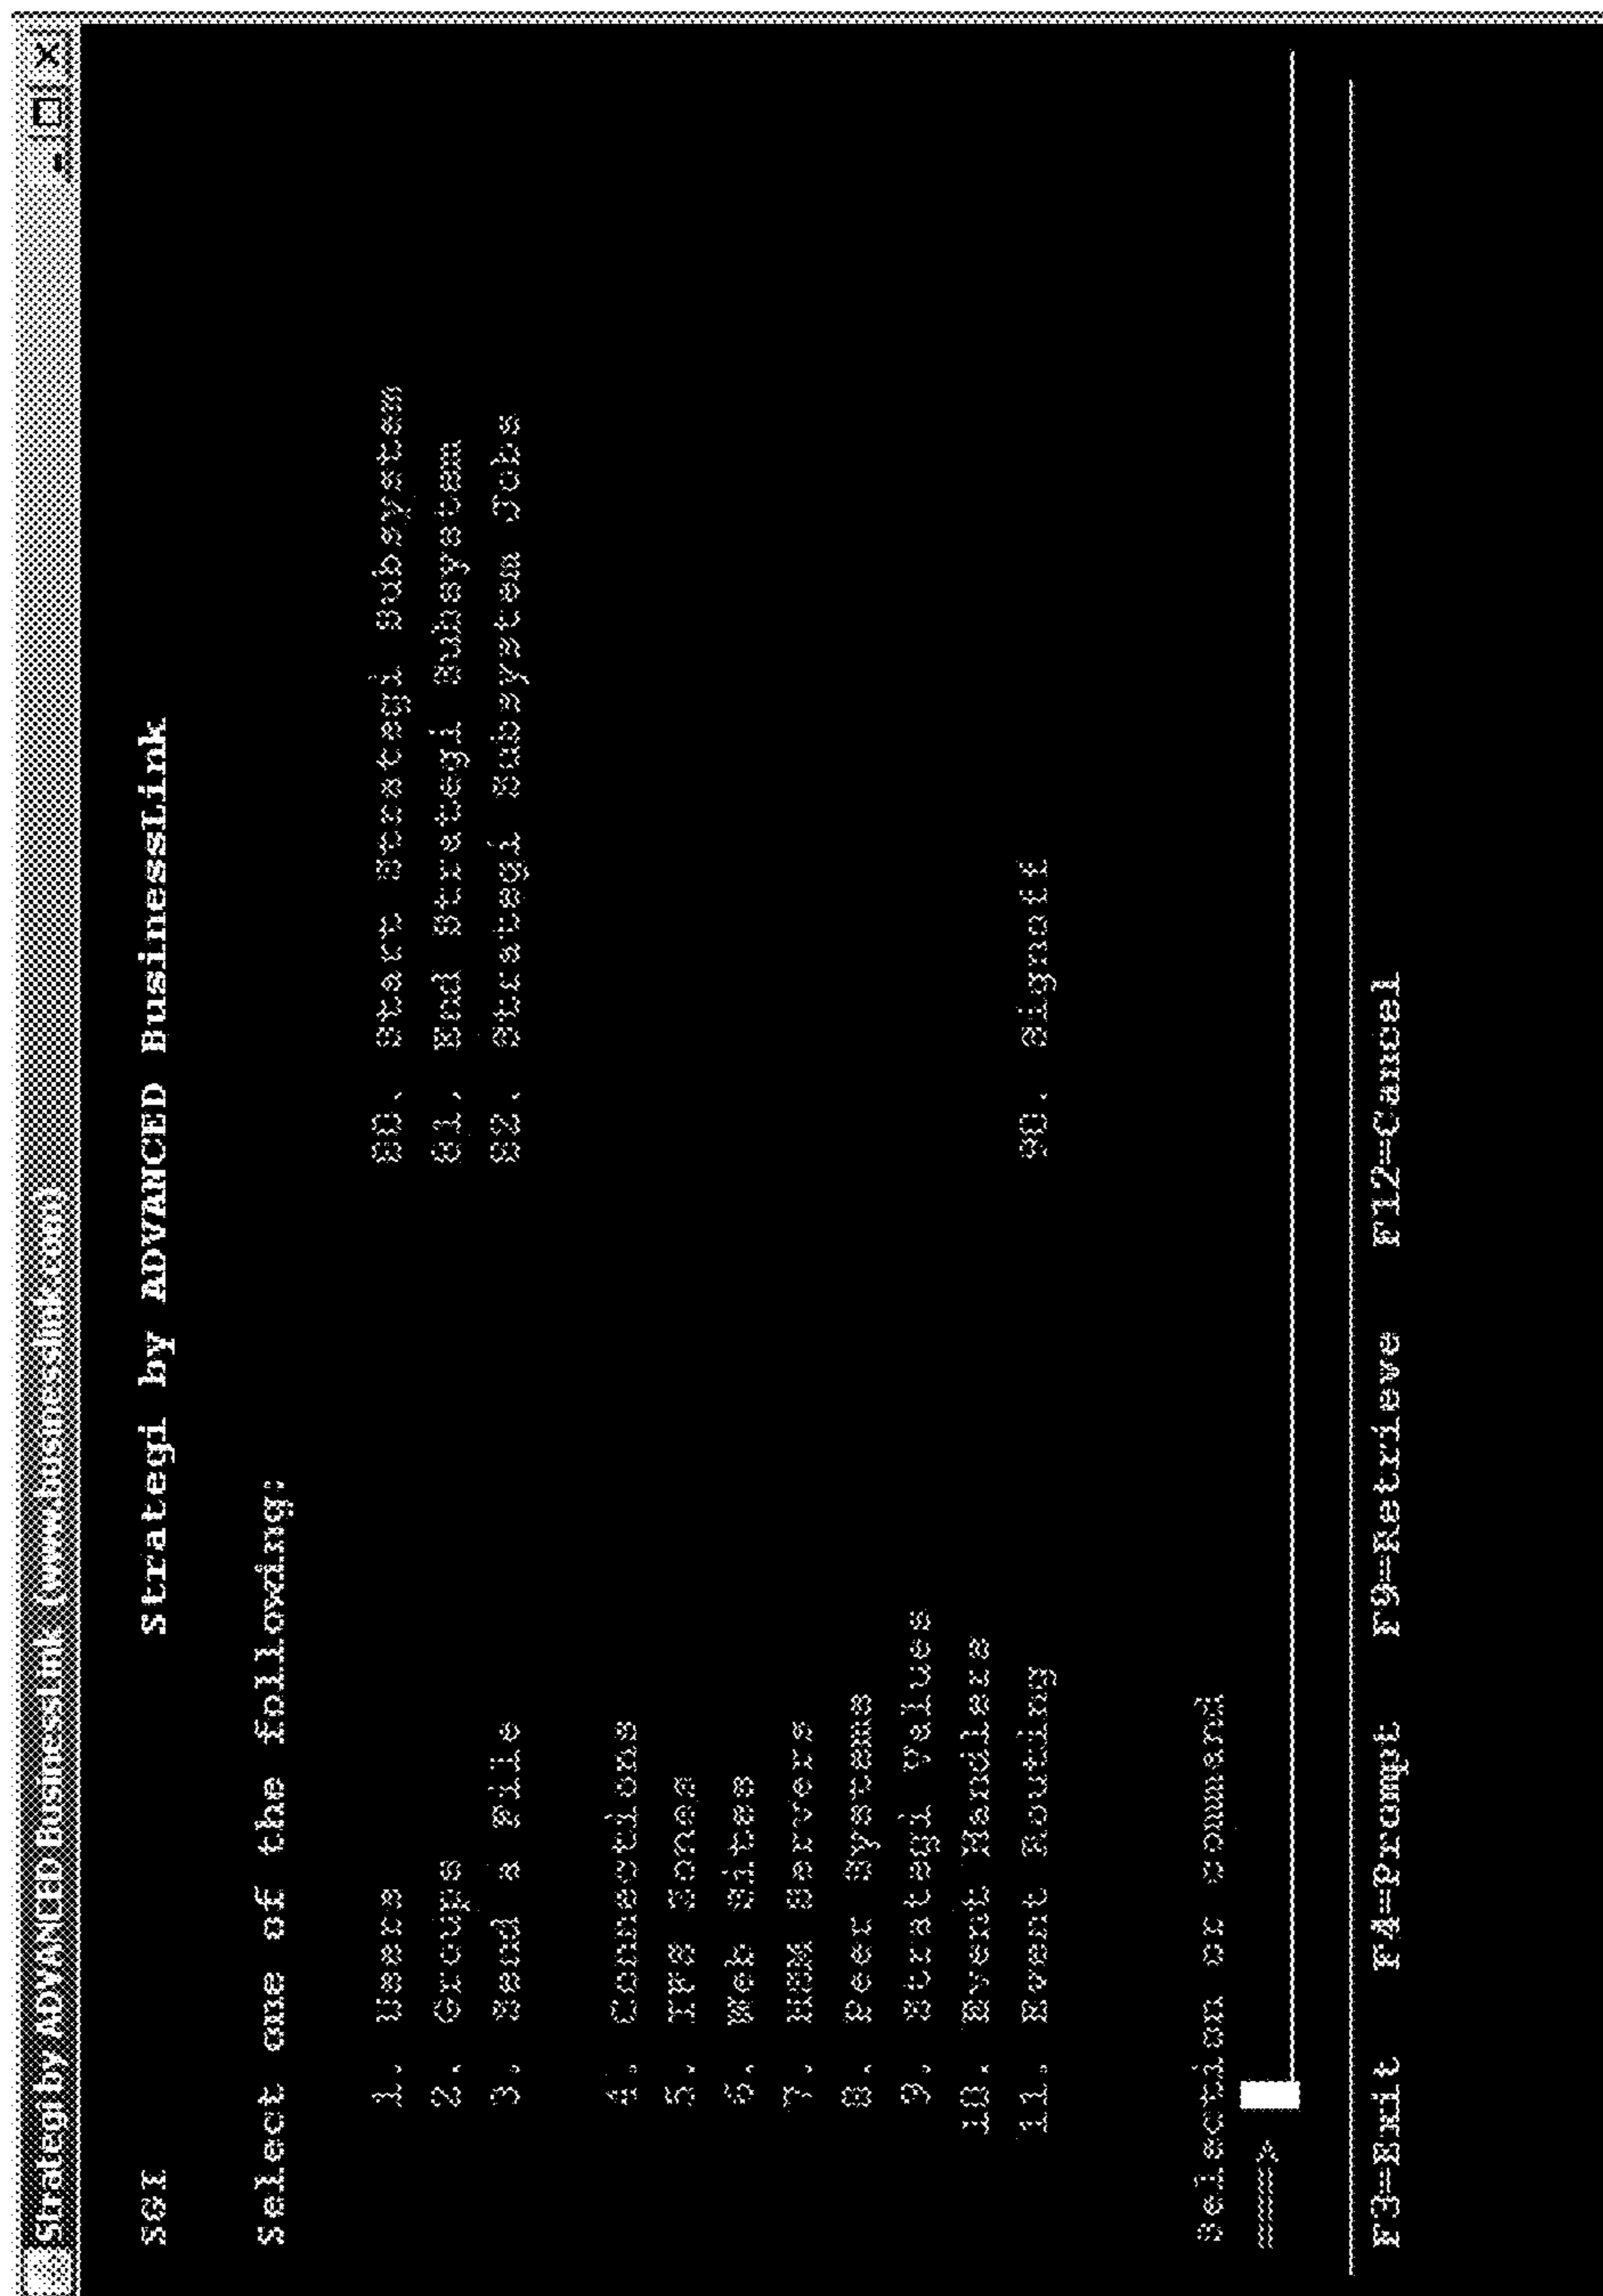 Strategi by ADVANCED BusinessLink (www.businesslink.com)
SGI Strategi by ADVANCED BusinessLink
Select one of the following:
1. Users 80. Start Strategi Subsystem
2. Groups 81. End Strategi Subsystem
3. Send a File 82. Strategi Subsystem Jobs
4. Connections
5. IFS Zones
6. Web Sites
7. HSM Servers
8. Peer Systems
9. Strategi Values
10. Event Handlers
11. Event Routing 90. Signoff
Selection or command
===>
F3=Exit F4=Prompt F9=Retrieve F12=Cancel